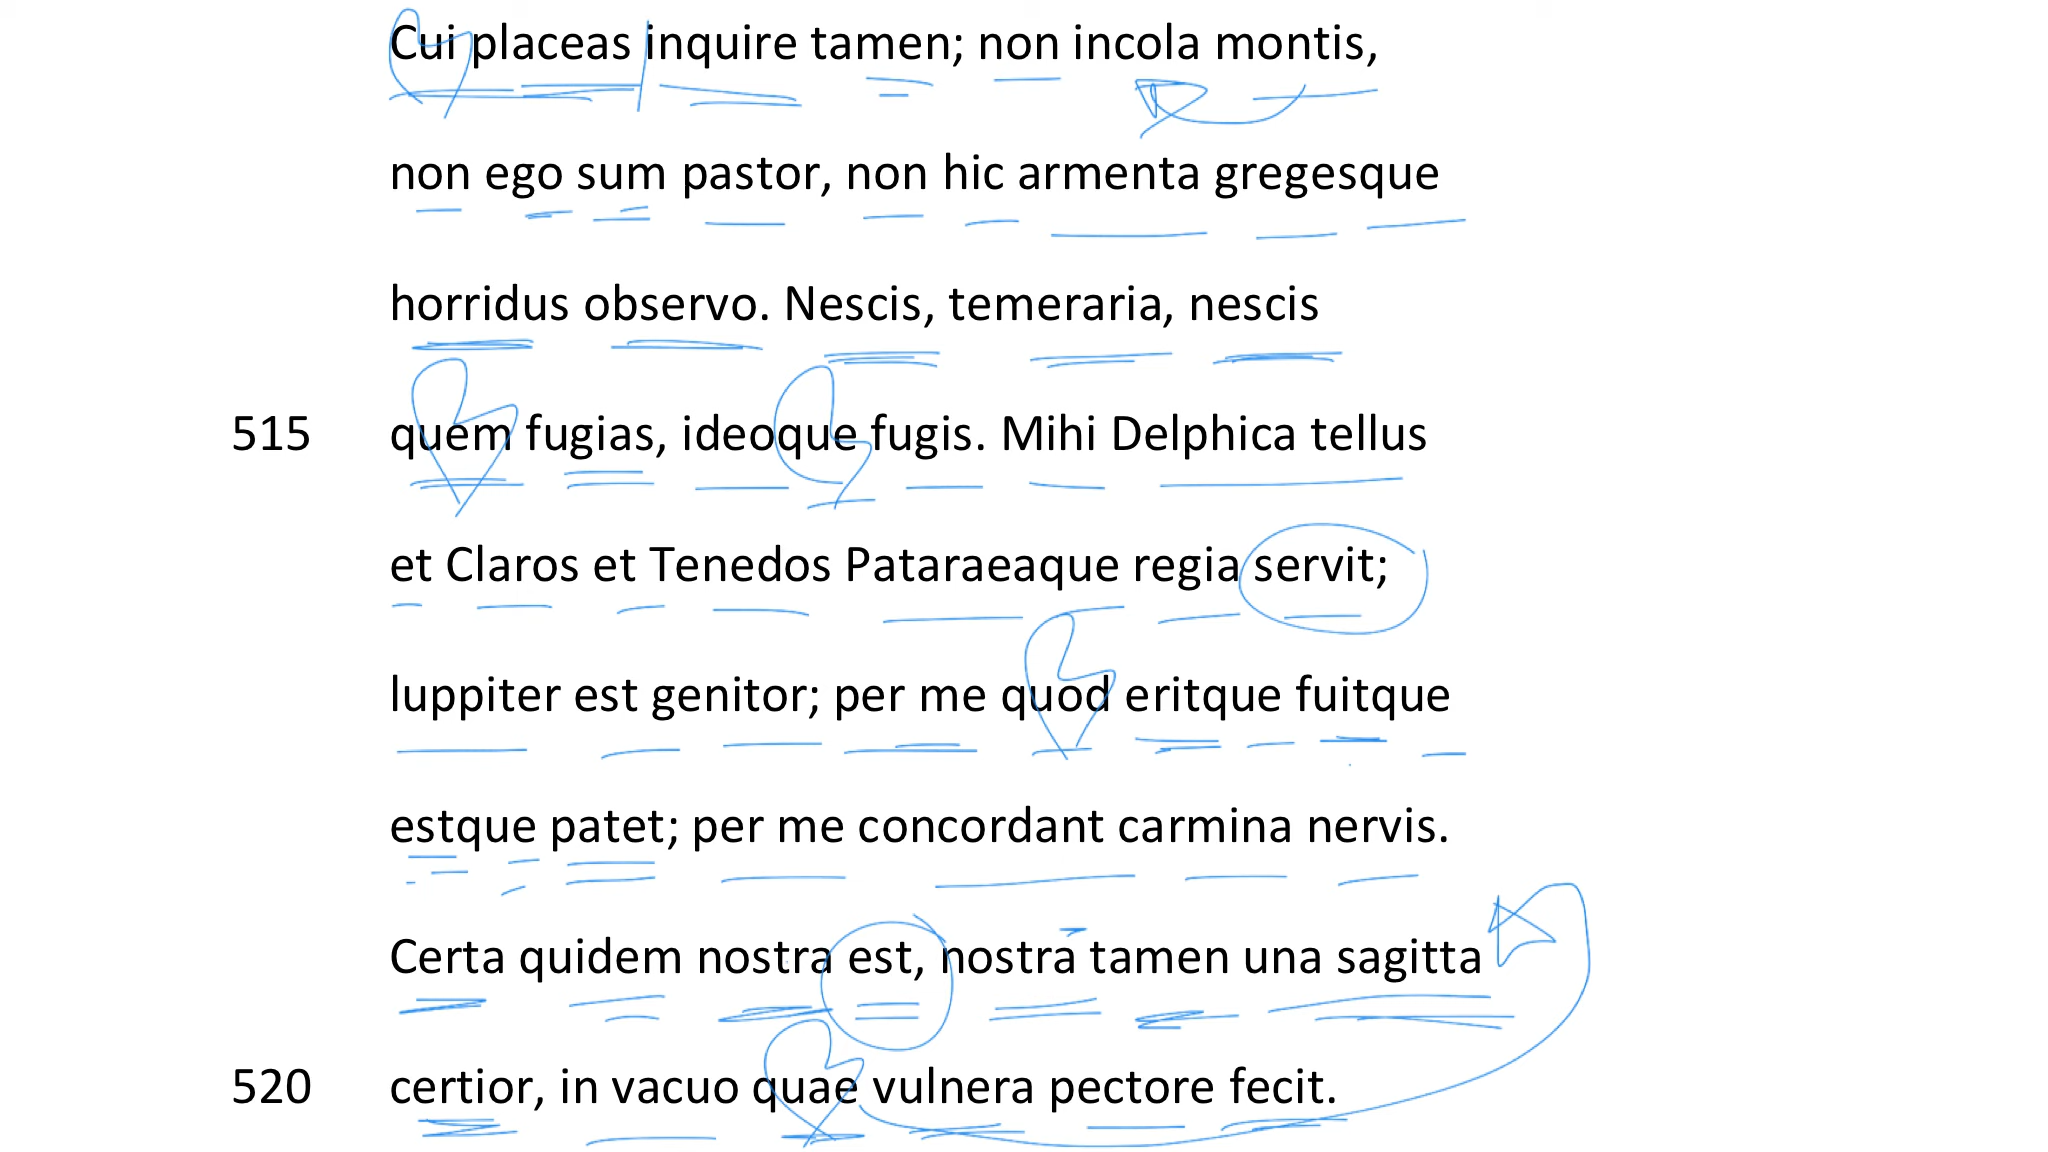 Cui placeas inquire tamen; non incola montis,
non ego sum pastor, non hic armenta gregesque
horridus observo. Nescis, temeraria, nescis
515 quem fugias, ideoque fugis. Mihi Delphica tellus
et Claros et Tenedos Pataraeaque regia servit;
Iuppiter est genitor; per me quod eritque fuitque
estque patet; per me concordant carmina nervis.
Certa quidem nostra est, nostra tamen una sagitta
520 certior, in vacuo quae vulnera pectore fecit.